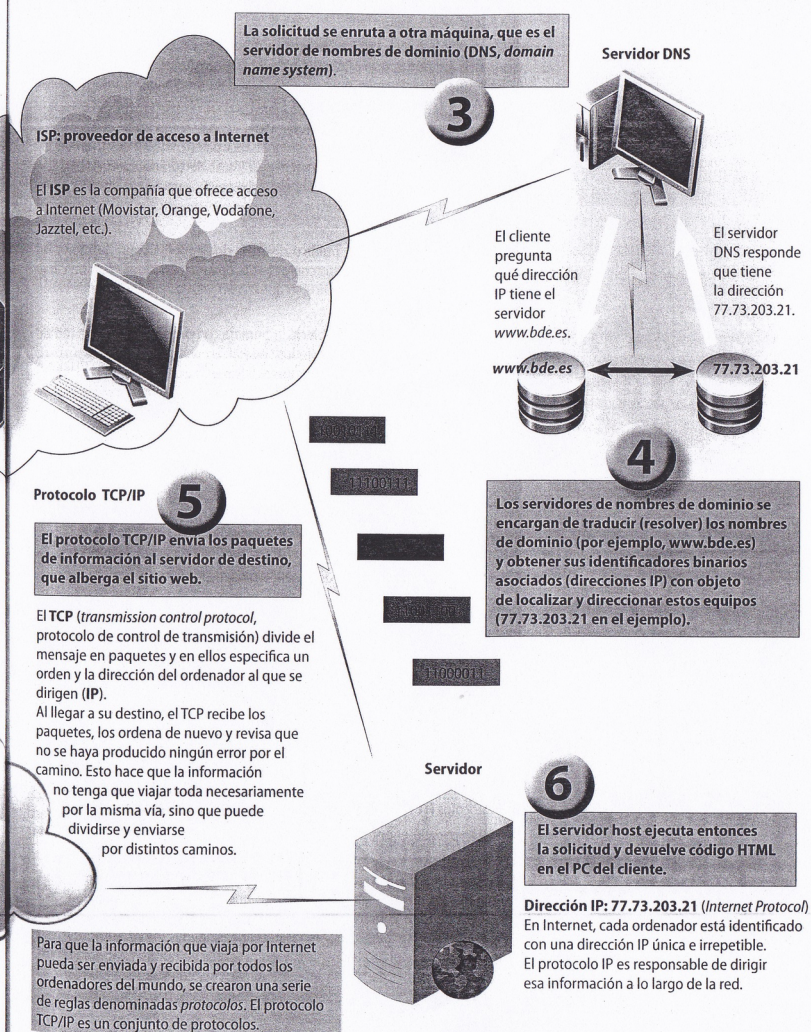 La solicitud se enruta a otra máquina, que es el
servidor de nombres de dominio (DNS, domain
name system).
3
Servidor DNS
ISP: proveedor de acceso a Internet
El ISP es la compañía que ofrece acceso
a Internet (Movistar, Orange, Vodafone,
Jazztel, etc.).
El cliente
pregunta
qué dirección
IP tiene el
servidor
www.bde.es.
El servidor
DNS responde
que tiene
la dirección
77.73.203.21.
www.bde.es
77.73.203.21
4
Los servidores de nombres de dominio se
encargan de traducir (resolver) los nombres
de dominio (por ejemplo, www.bde.es)
y obtener sus identificadores binarios
asociados (direcciones IP) con objeto
de localizar y direccionar estos equipos
(77.73.203.21 en el ejemplo).
11100111
11000011
Protocolo TCP/IP
5
El protocolo TCP/IP envía los paquetes
de información al servidor de destino,
que alberga el sitio web.
El TCP (transmission control protocol,
protocolo de control de transmisión) divide el
mensaje en paquetes y en ellos especifica un
orden y la dirección del ordenador al que se
dirigen (IP).
Al llegar a su destino, el TCP recibe los
paquetes, los ordena de nuevo y revisa que
no se haya producido ningún error por el
camino. Esto hace que la información
no tenga que viajar toda necesariamente
por la misma vía, sino que puede
dividirse y enviarse
por distintos caminos.
Servidor
6
El servidor host ejecuta entonces
la solicitud y devuelve código HTML
en el PC del cliente.
Dirección IP: 77.73.203.21 (Internet Protocol)
En Internet, cada ordenador está identificado
con una dirección IP única e irrepetible.
El protocolo IP es responsable de dirigir
esa información a lo largo de la red.
Para que la información que viaja por Internet
pueda ser enviada y recibida por todos los
ordenadores del mundo, se crearon una serie
de reglas denominadas protocolos. El protocolo
TCP/IP es un conjunto de protocolos.